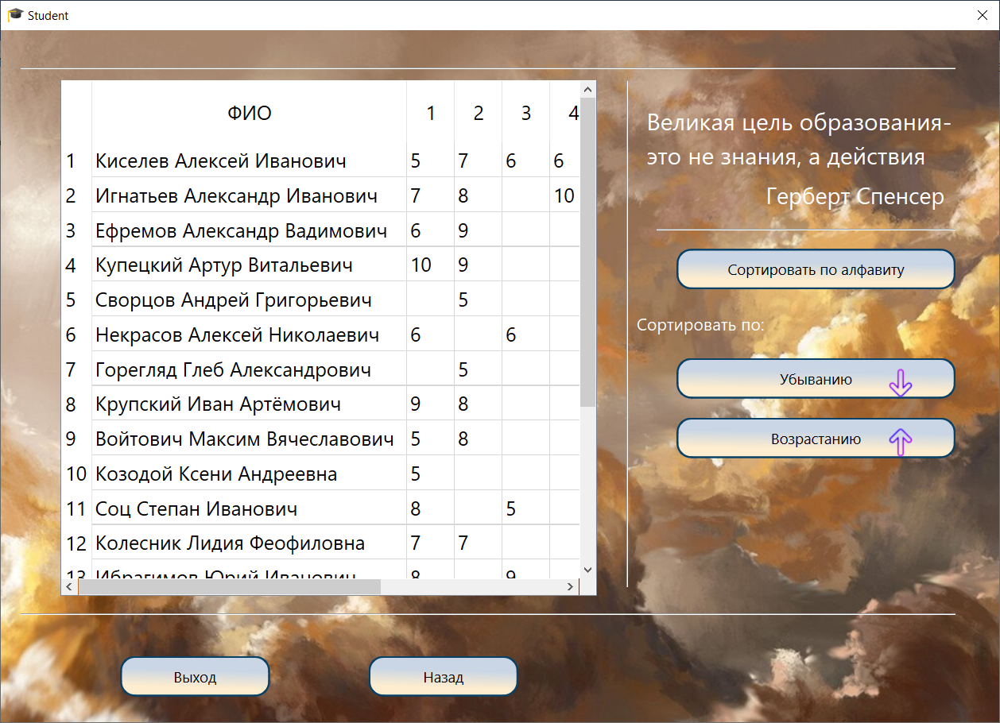 Student
ФИО 1 2 3 4
1 Киселев Алексей Иванович 5 7 6 6
2 Игнатьев Александр Иванович 7 8 10
3 Ефремов Александр Вадимович 6 9
4 Купецкий Артур Витальевич 10 9
5 Сворцов Андрей Григорьевич 5
6 Некрасов Алексей Николаевич 6 6
7 Горегляд Глеб Александрович 5
8 Крупский Иван Артёмович 9 8
9 Войтович Максим Вячеславович 5 8
10 Козодой Ксени Андреевна 5
11 Соц Степан Иванович 8 5
12 Колесник Лидия Феофиловна 7 7
13 Ибрагимов Юрий Иванович 8 9
Великая цель образования-
это не знания, а действия
Герберт Спенсер
Сортировать по алфавиту
Сортировать по:
Убыванию
Возрастанию
Выход
Назад